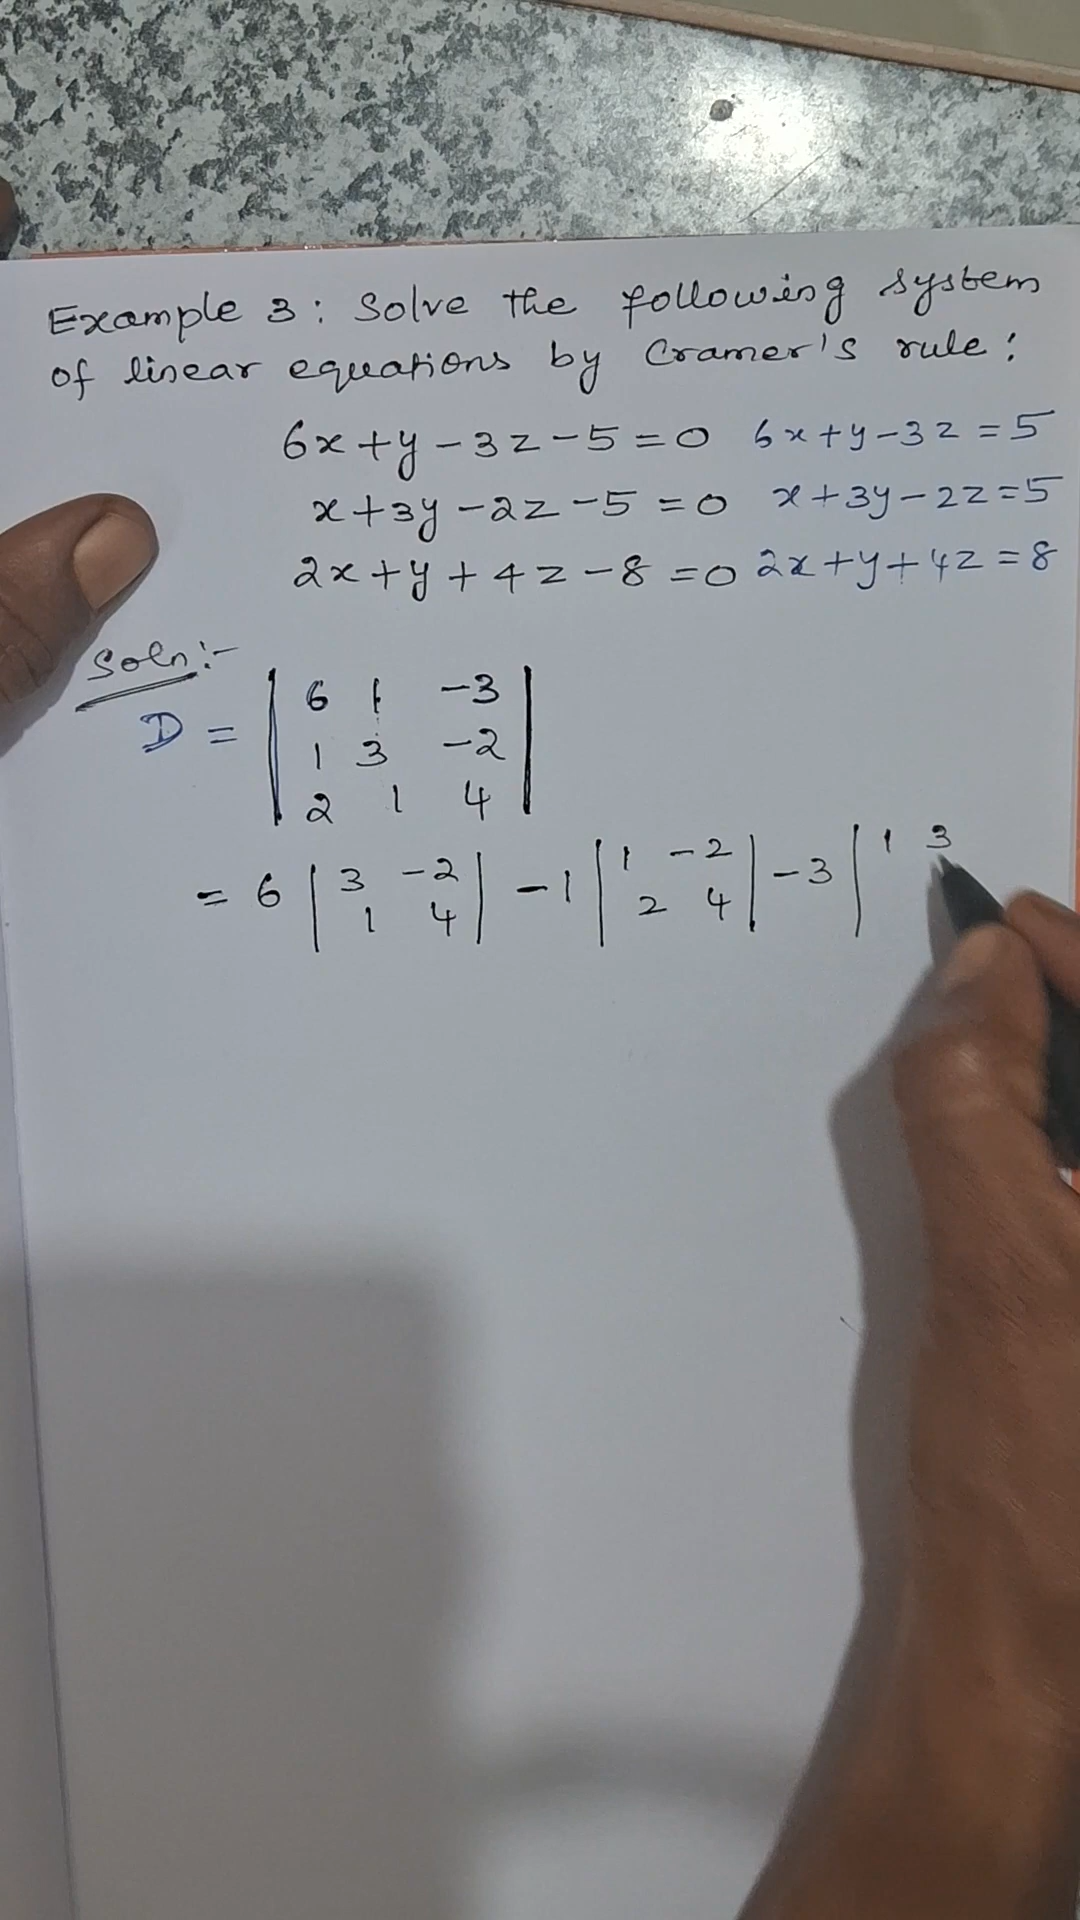 Example 3: Solve the following system
of linear equations by Cramer's rule:
6x+y-3z-5=0 6x+y-3z=5
x+3y-2z-5=0 x+3y-2z=5
2x+y+4z-8=0 2x+y+4z=8
Soln:-
D = | 6 1 -3 |
| 1 3 -2 |
| 2 1 4 |
= 6 | 3 -2 | -1 | 1 -2 | -3 | 1 3
| 1 4 | | 2 4 | |